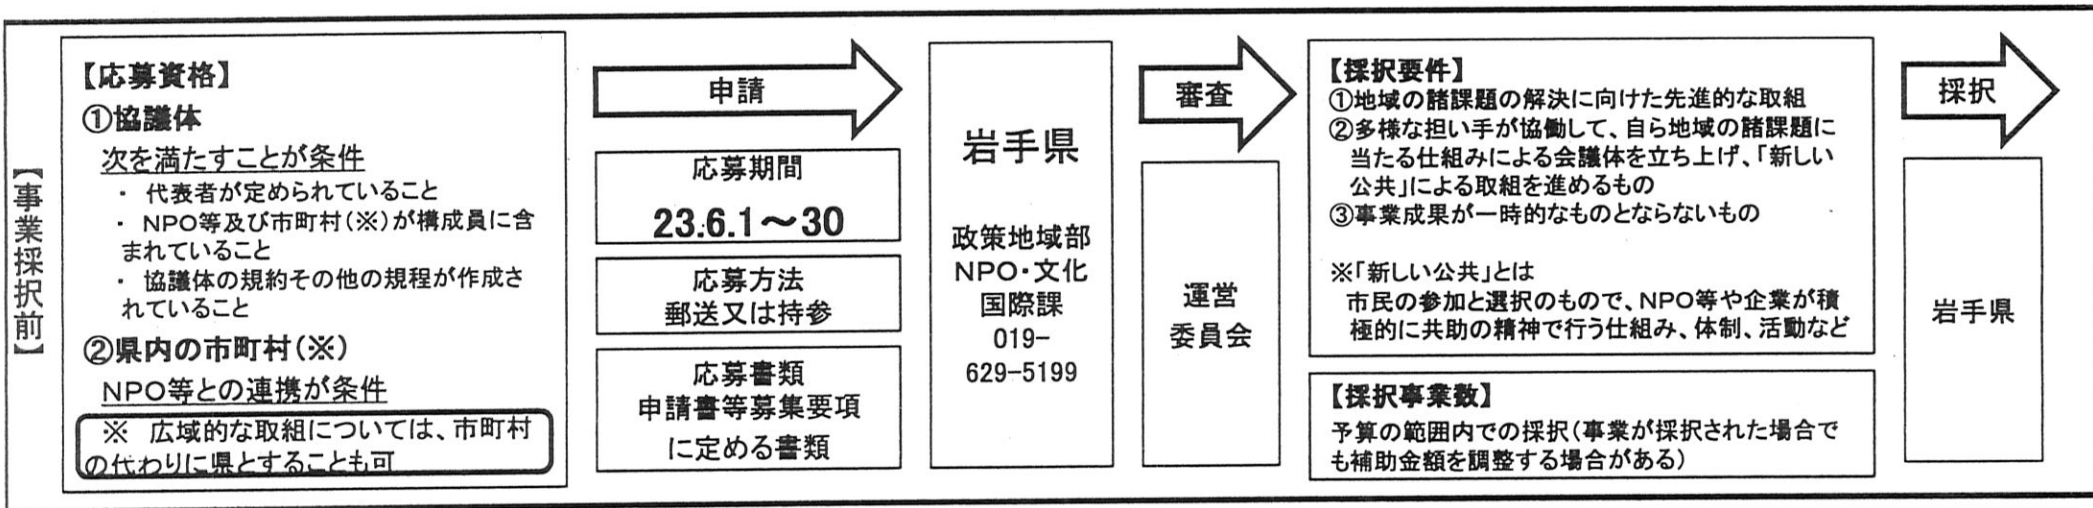 【事業採択前】
【応募資格】
①協議体
次を満たすことが条件
・ 代表者が定められていること
・ NPO等及び市町村(※)が構成員に含
まれていること
・ 協議体の規約その他の規程が作成さ
れていること
②県内の市町村(※)
NPO等との連携が条件
※ 広域的な取組については、市町村
の代わりに県とすることも可
申請
応募期間
23.6.1〜30
応募方法
郵送又は持参
応募書類
申請書等募集要項
に定める書類
岩手県
政策地域部
NPO・文化
国際課
019-
629-5199
審査
運営
委員会
【採択要件】
①地域の諸課題の解決に向けた先進的な取組
②多様な担い手が協働して、自ら地域の諸課題に
当たる仕組みによる会議体を立ち上げ、「新しい
公共」による取組を進めるもの
③事業成果が一時的なものとならないもの
※「新しい公共」とは
市民の参加と選択のもので、NPO等や企業が積
極的に共助の精神で行う仕組み、体制、活動など
【採択事業数】
予算の範囲内での採択(事業が採択された場合で
も補助金額を調整する場合がある)
採択
岩手県